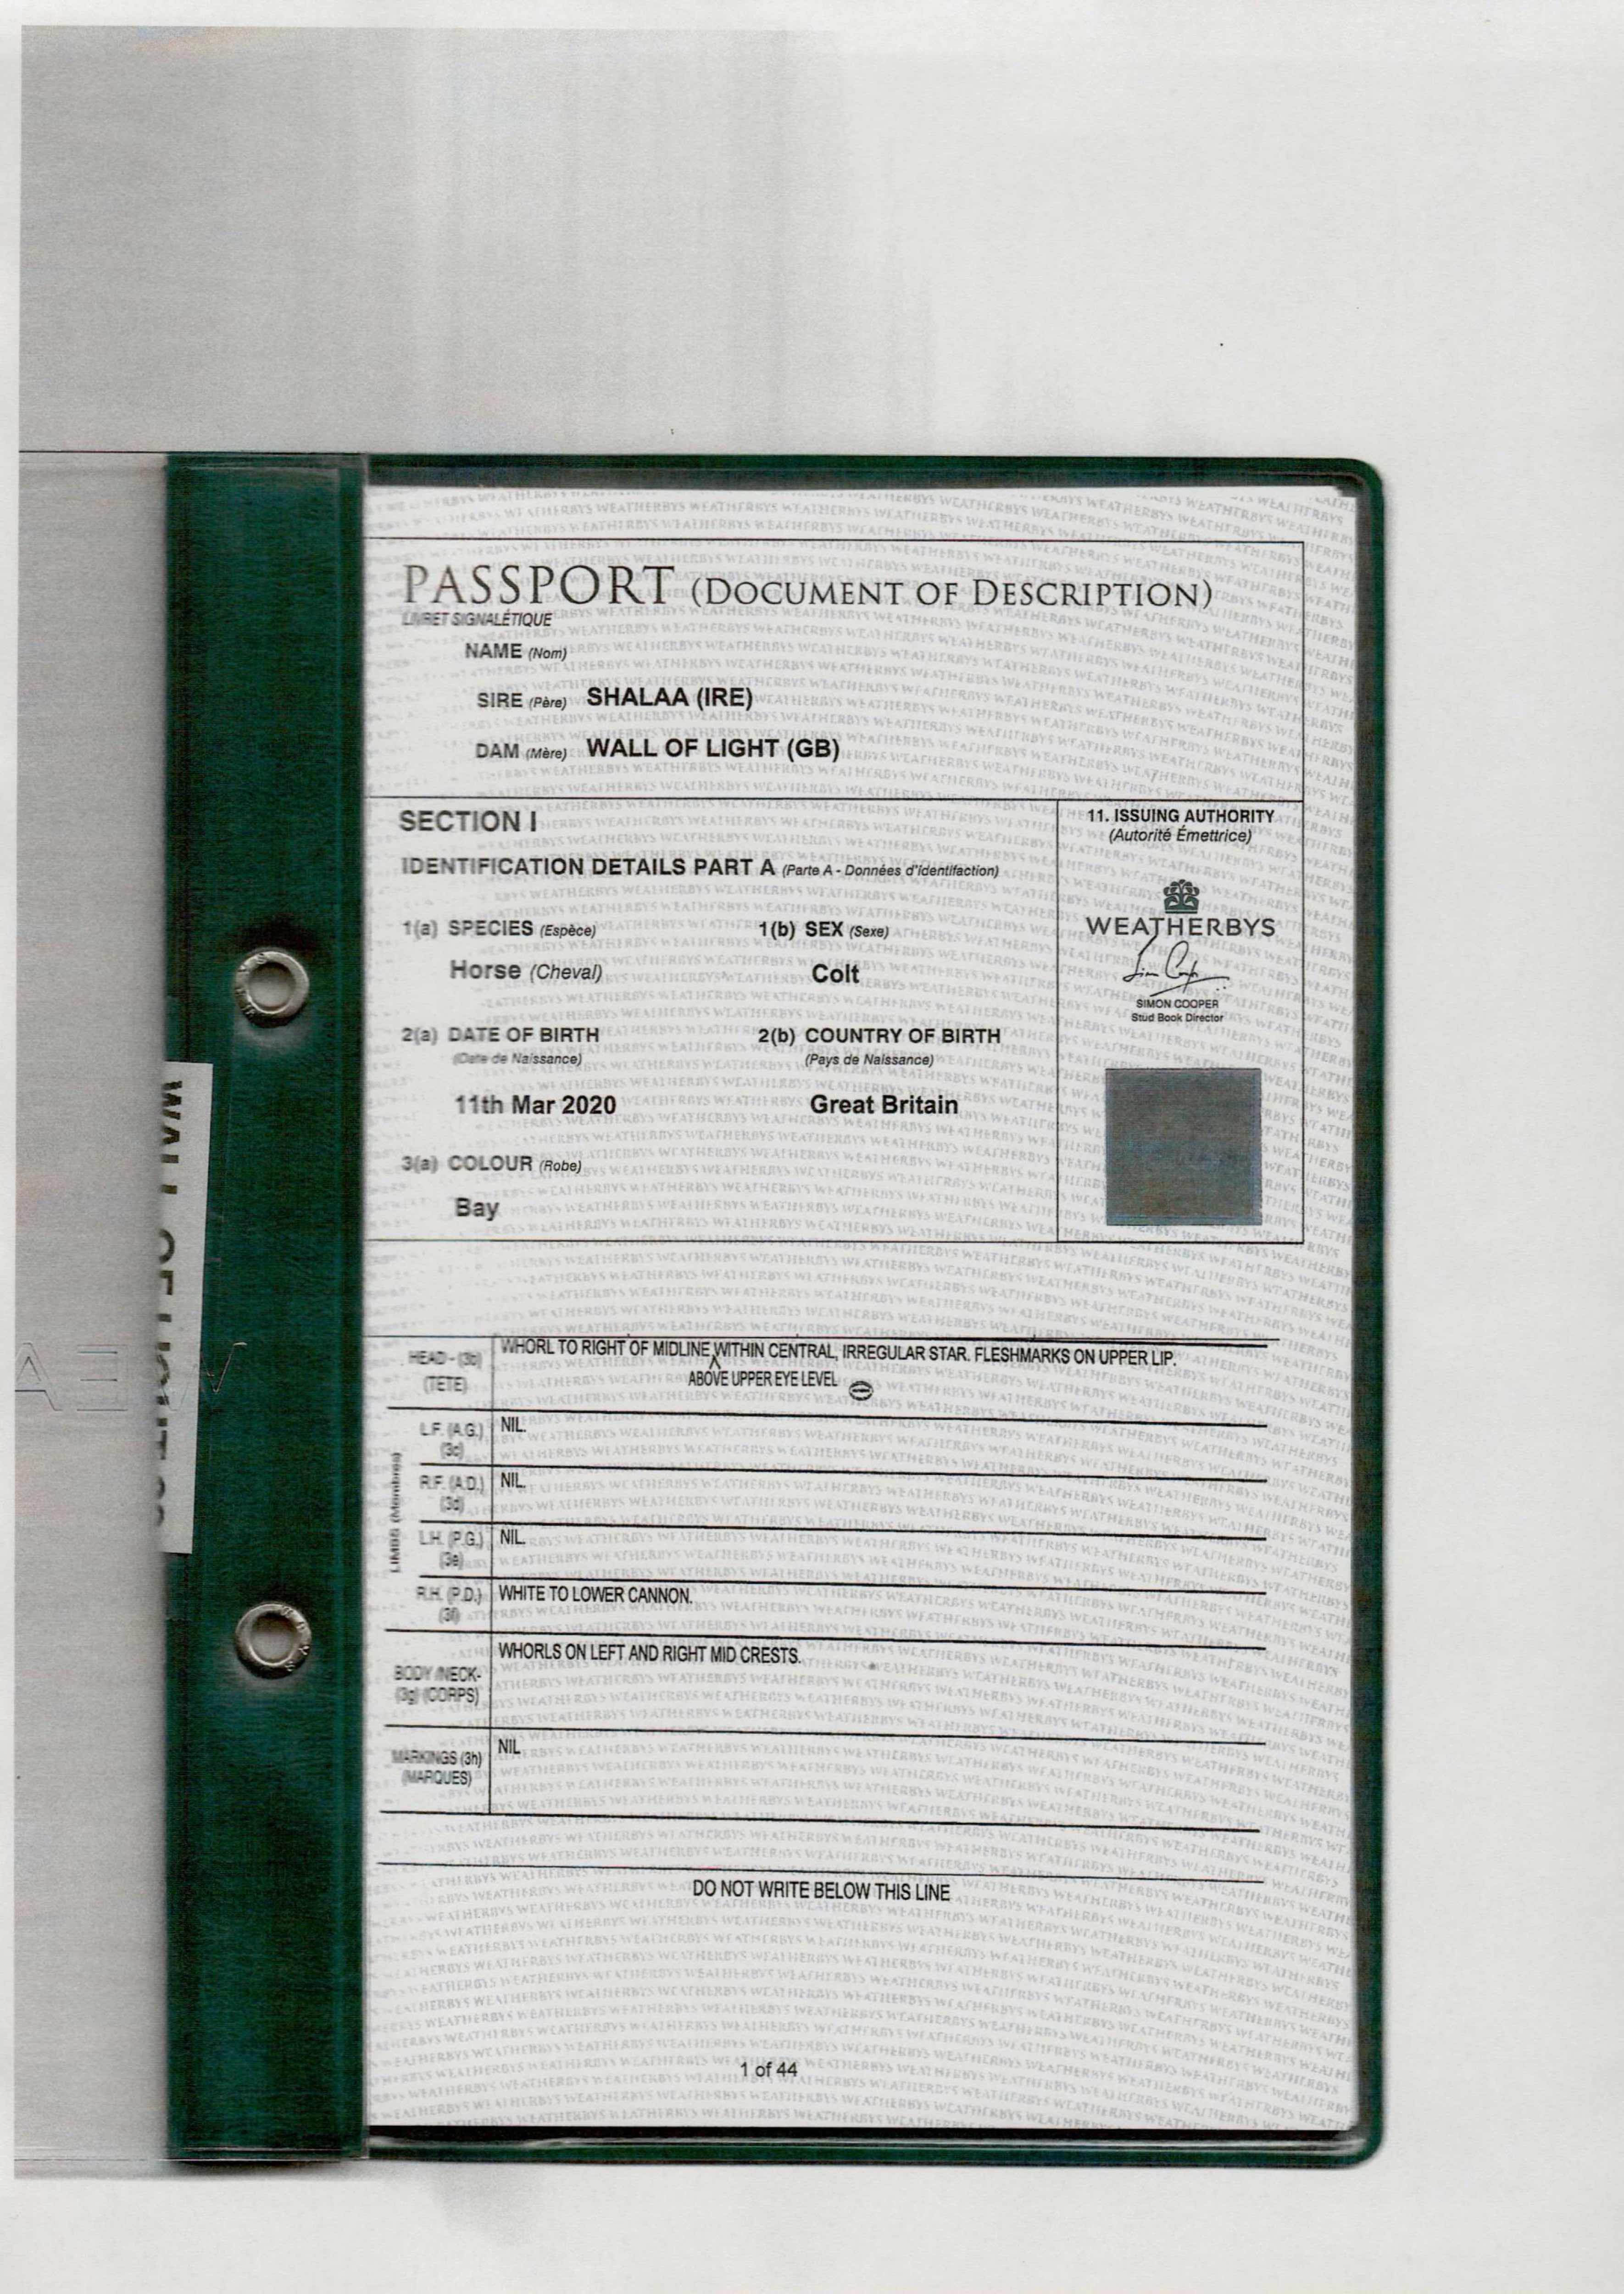 PASSPORT (DOCUMENT OF DESCRIPTION)
LIVRET SIGNALÉTIQUE
NAME (Nom)
SIRE (Père) SHALAA (IRE)
DAM (Mère) WALL OF LIGHT (GB)
SECTION I
IDENTIFICATION DETAILS PART A (Parte A - Données d'identifaction)
1(a) SPECIES (Espèce) 1(b) SEX (Sexe)
Horse (Cheval) Colt
2(a) DATE OF BIRTH 2(b) COUNTRY OF BIRTH
(Date de Naissance) (Pays de Naissance)
11th Mar 2020 Great Britain
3(a) COLOUR (Robe)
Bay
11. ISSUING AUTHORITY
(Autorité Émettrice)
WEATHERBYS
SIMON COOPER
Stud Book Director
HEAD - (3b) WHORL TO RIGHT OF MIDLINE WITHIN CENTRAL, IRREGULAR STAR. FLESHMARKS ON UPPER LIP.
(TETE) ABOVE UPPER EYE LEVEL
LIMBS (Membres)
L.F. (A.G.) NIL.
(3c)
R.F. (A.D.) NIL.
(3d)
L.H. (P.G.) NIL.
(3e)
R.H. (P.D.) WHITE TO LOWER CANNON.
(3f)
WHORLS ON LEFT AND RIGHT MID CRESTS.
BODY /NECK-
(3g) (CORPS)
MARKINGS (3h) NIL
(MARQUES)
DO NOT WRITE BELOW THIS LINE
1 of 44